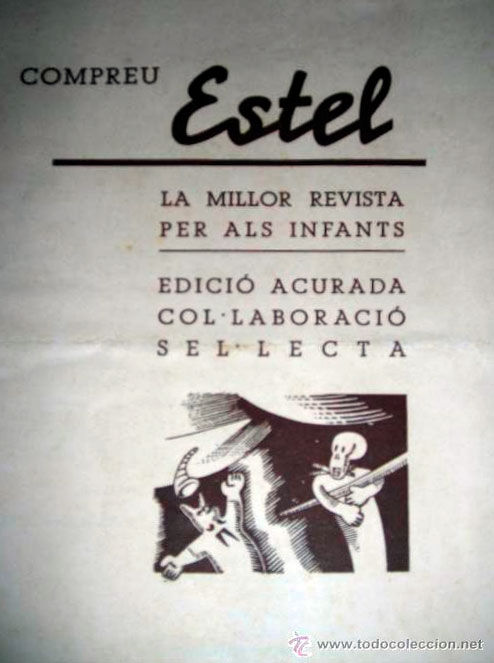 COMPREU Estel
LA MILLOR REVISTA
PER ALS INFANTS
EDICIÓ ACURADA
COL·LABORACIÓ
SEL·LECTA
© www.todocoleccion.net